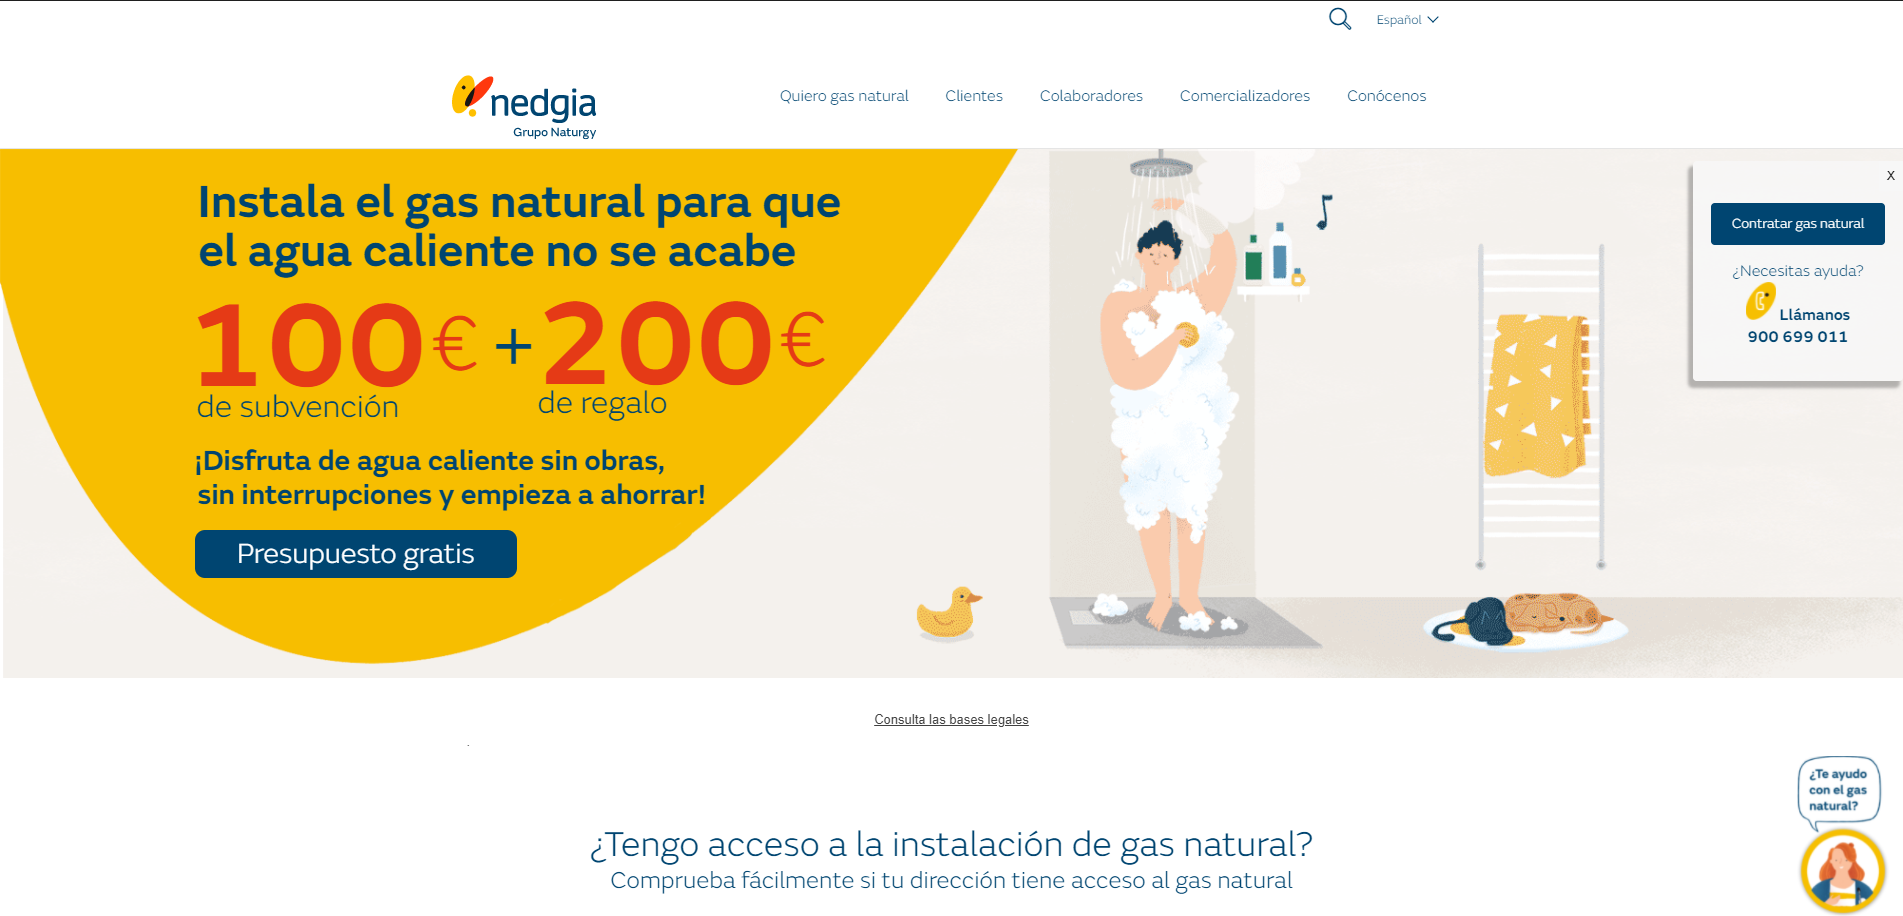 Español
nedgia
Grupo Naturgy
Quiero gas natural
Clientes
Colaboradores
Comercializadores
Conócenos
Instala el gas natural para que
el agua caliente no se acabe
100€ + 200€
de subvención
de regalo
¡Disfruta de agua caliente sin obras,
sin interrupciones y empieza a ahorrar!
Presupuesto gratis
X
Contratar gas natural
¿Necesitas ayuda?
Llámanos
900 699 011
Consulta las bases legales
¿Te ayudo
con el gas
natural?
¿Tengo acceso a la instalación de gas natural?
Comprueba fácilmente si tu dirección tiene acceso al gas natural